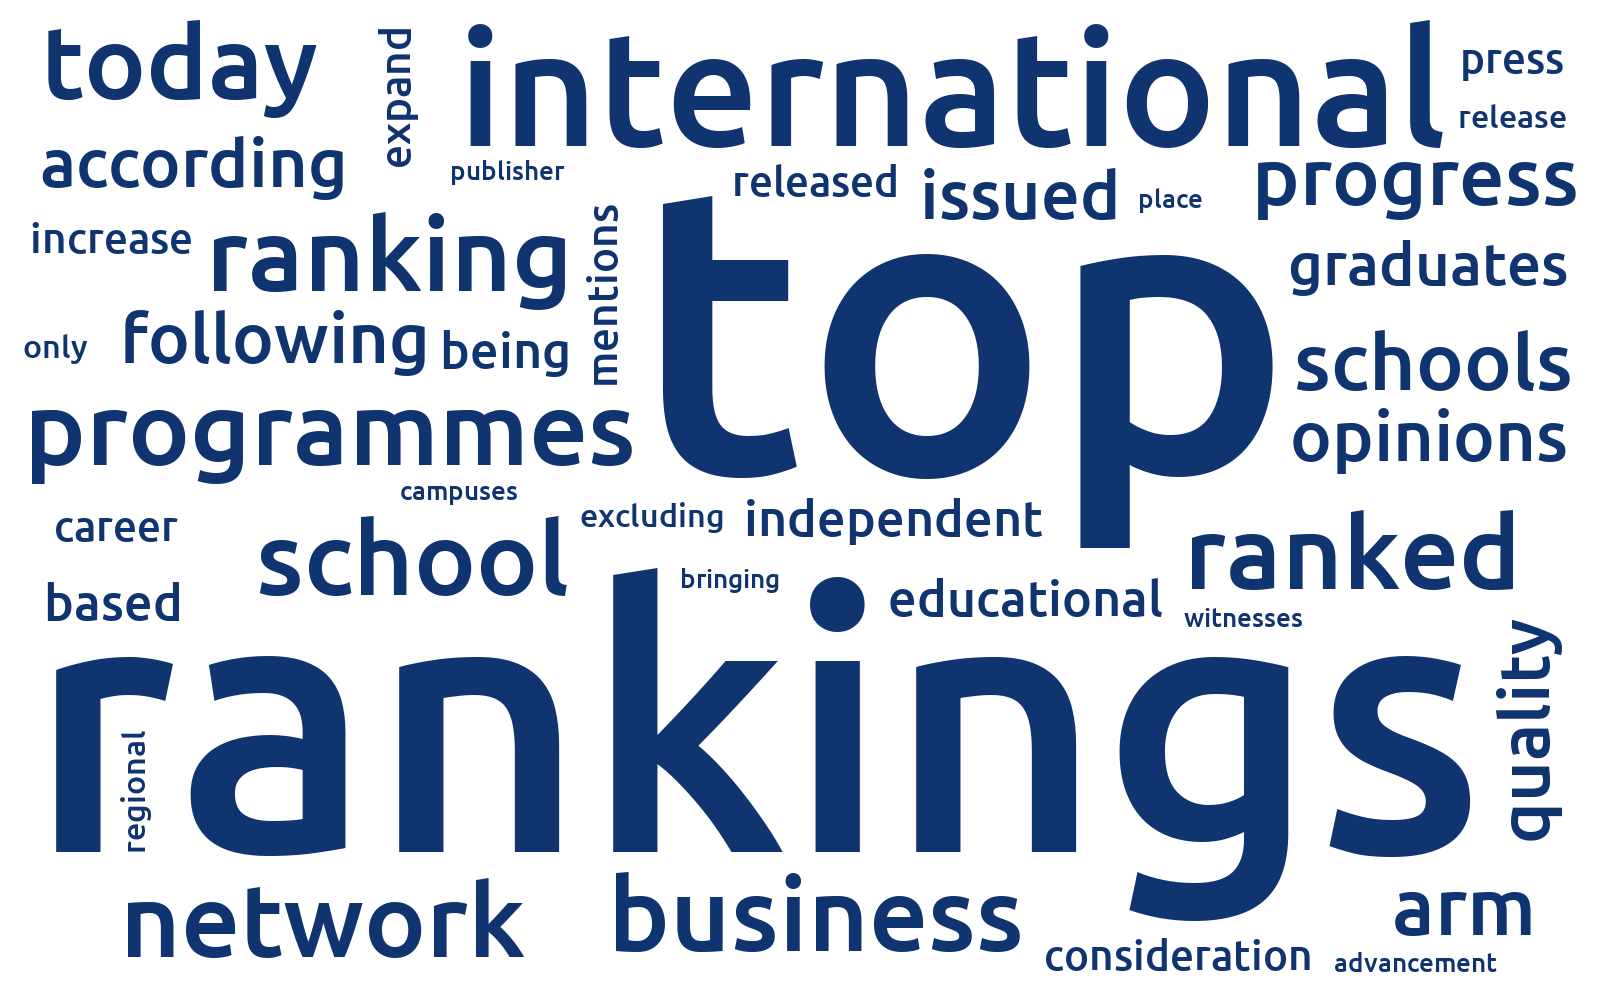 today
expand
international
press
release
according
publisher
released
issued
place
progress
increase
ranking
mentions
top
graduates
only
following
being
schools
programmes
opinions
campuses
career
school
excluding
independent
ranked
based
bringing
educational
witnesses
rankings
regional
quality
network
business
arm
consideration
advancement